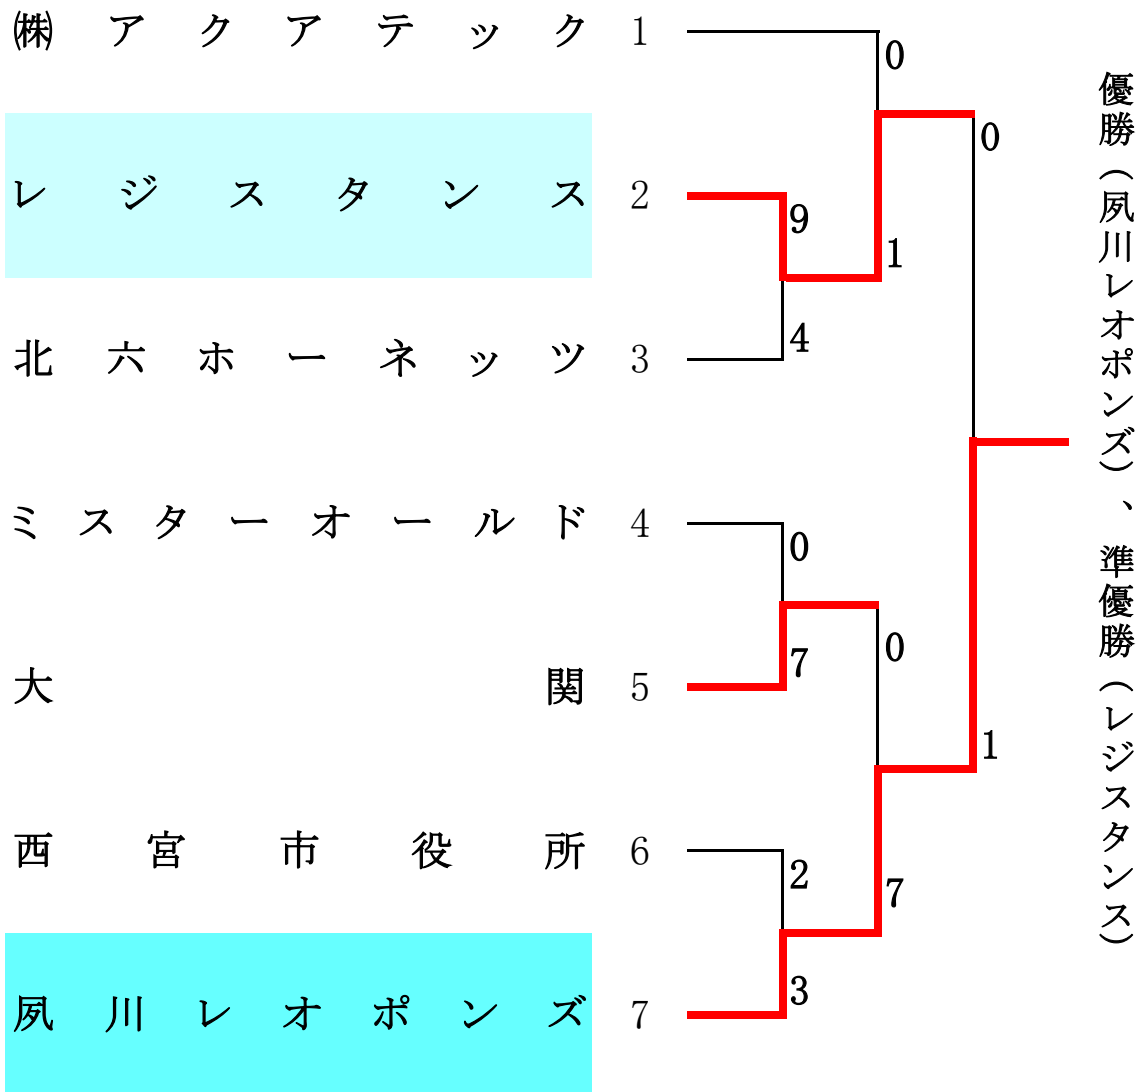 ㈱アクアテック 1
レジスタンス 2
北六ホーネッツ 3
ミスターオールド 4
大関 5
西宮市役所 6
夙川レオポンズ 7
9
4
0
7
2
3
0
1
0
7
0
1
優勝（夙川レオポンズ）、準優勝（レジスタンス）